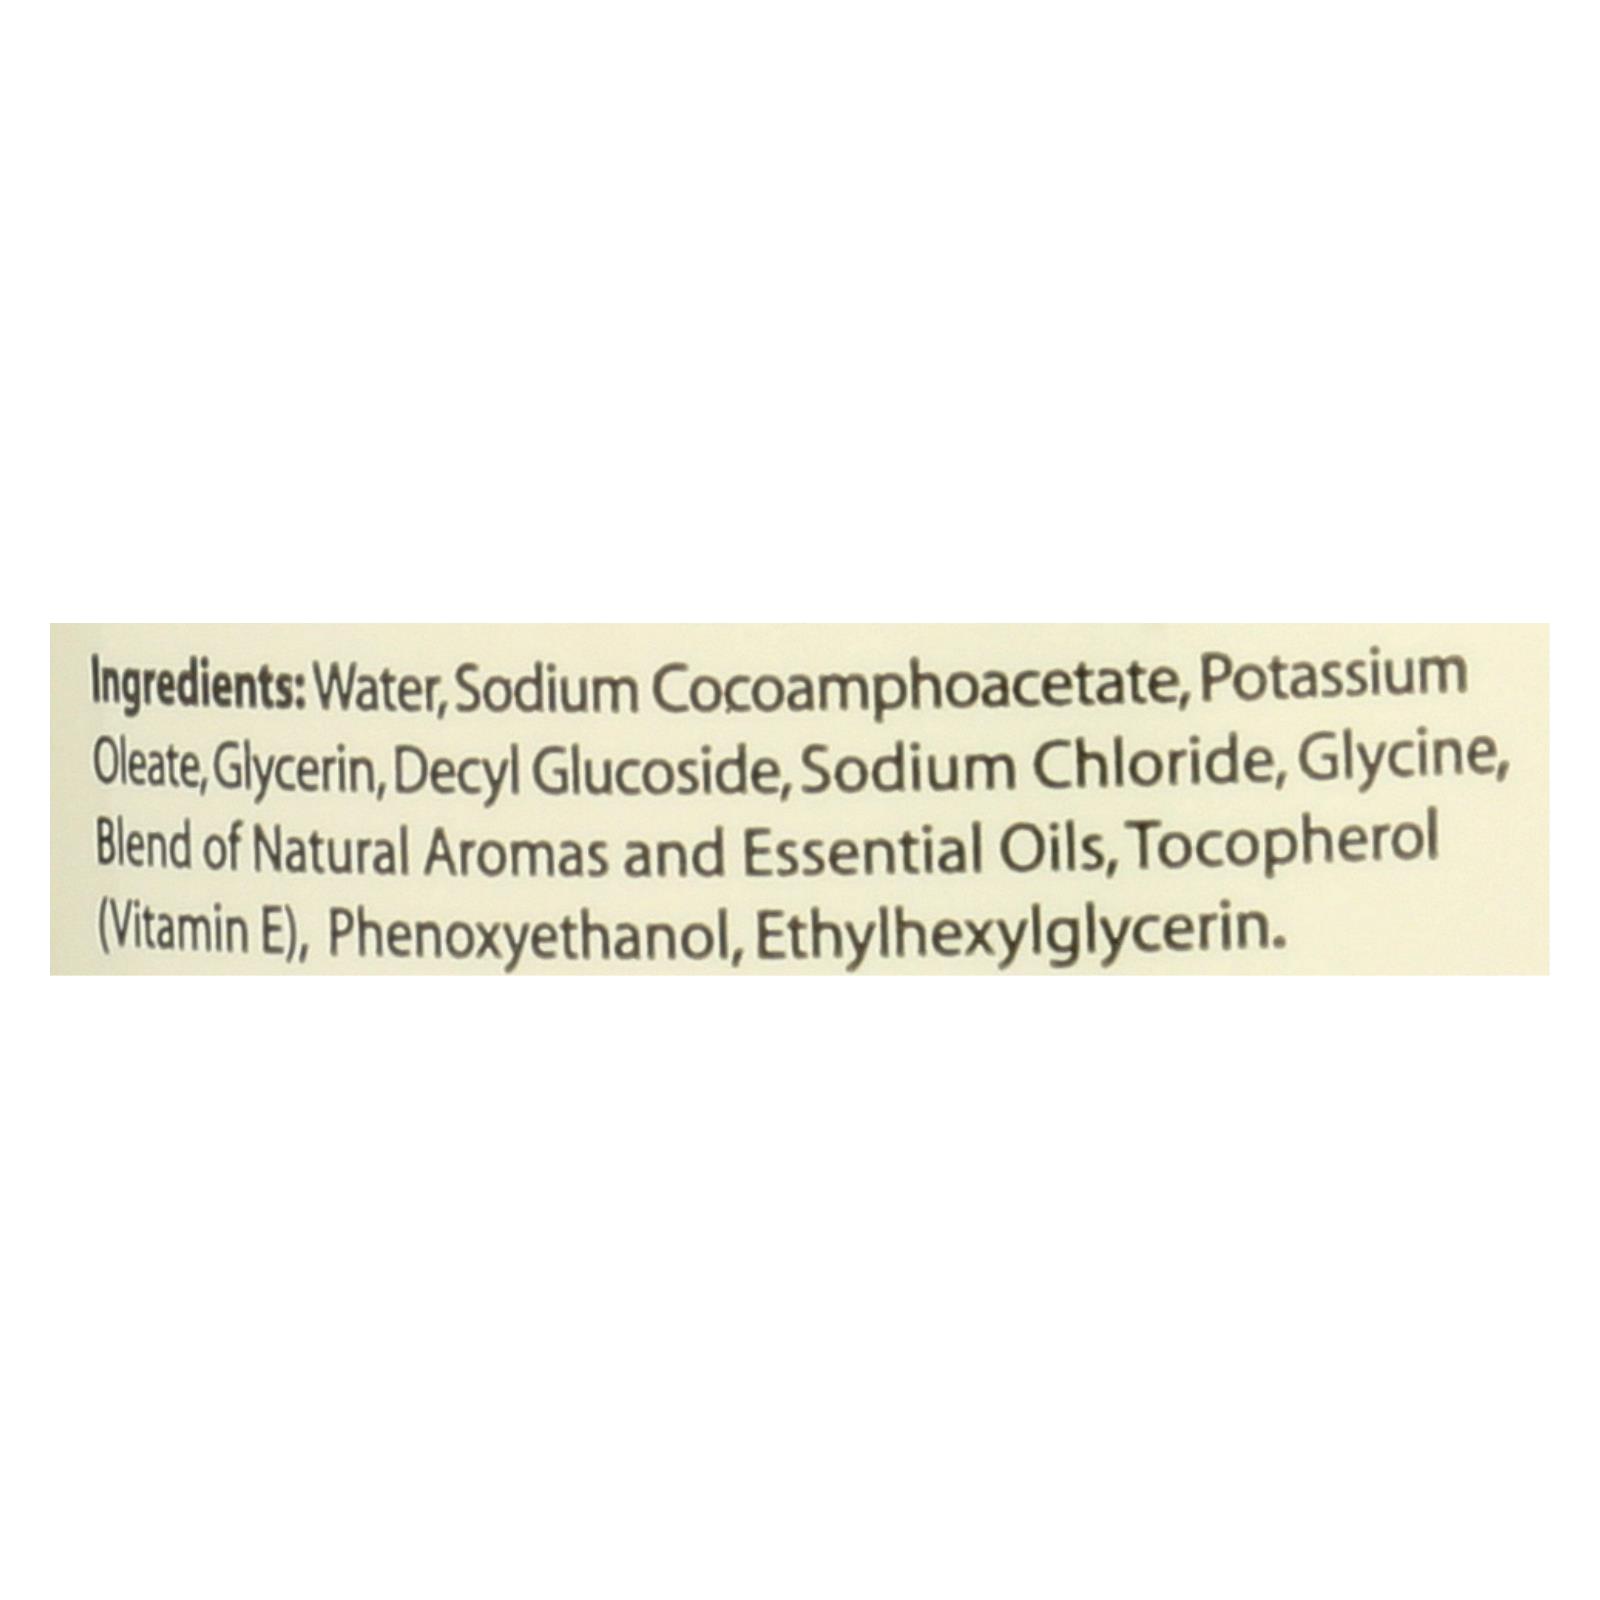 Ingredients: Water, Sodium Cocoamphoacetate, Potassium
Oleate, Glycerin, Decyl Glucoside, Sodium Chloride, Glycine,
Blend of Natural Aromas and Essential Oils, Tocopherol
(Vitamin E), Phenoxyethanol, Ethylhexylglycerin.